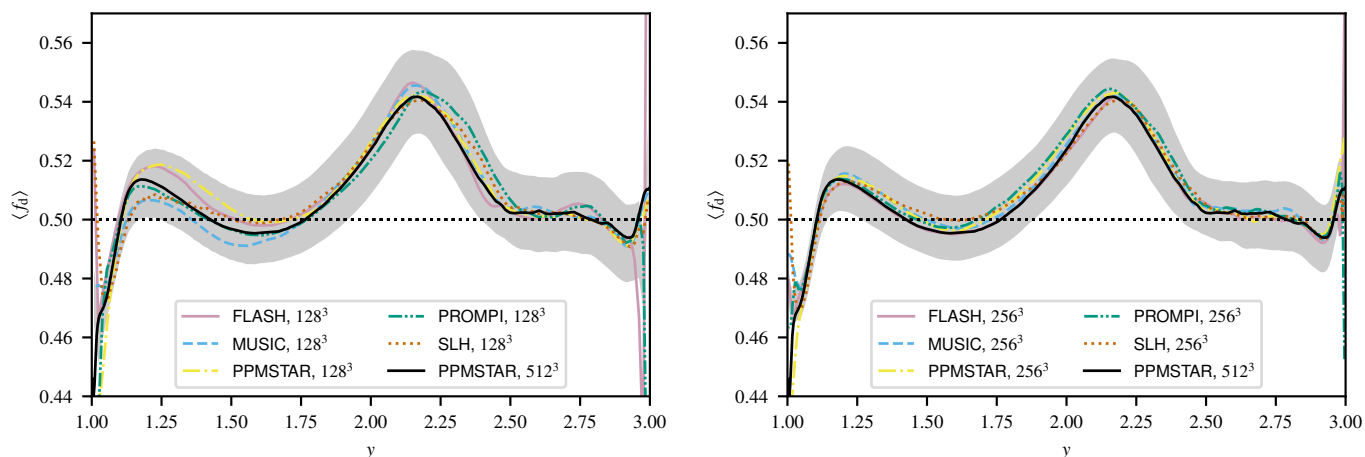 0.56
0.54
0.52
0.50
0.48
0.46
0.44
⟨f_d⟩
FLASH, 128³
MUSIC, 128³
PPMSTAR, 128³
PROMPI, 128³
SLH, 128³
PPMSTAR, 512³
1.00 1.25 1.50 1.75 2.00 2.25 2.50 2.75 3.00
y
0.56
0.54
0.52
0.50
0.48
0.46
0.44
⟨f_d⟩
FLASH, 256³
MUSIC, 256³
PPMSTAR, 256³
PROMPI, 256³
SLH, 256³
PPMSTAR, 512³
1.00 1.25 1.50 1.75 2.00 2.25 2.50 2.75 3.00
y